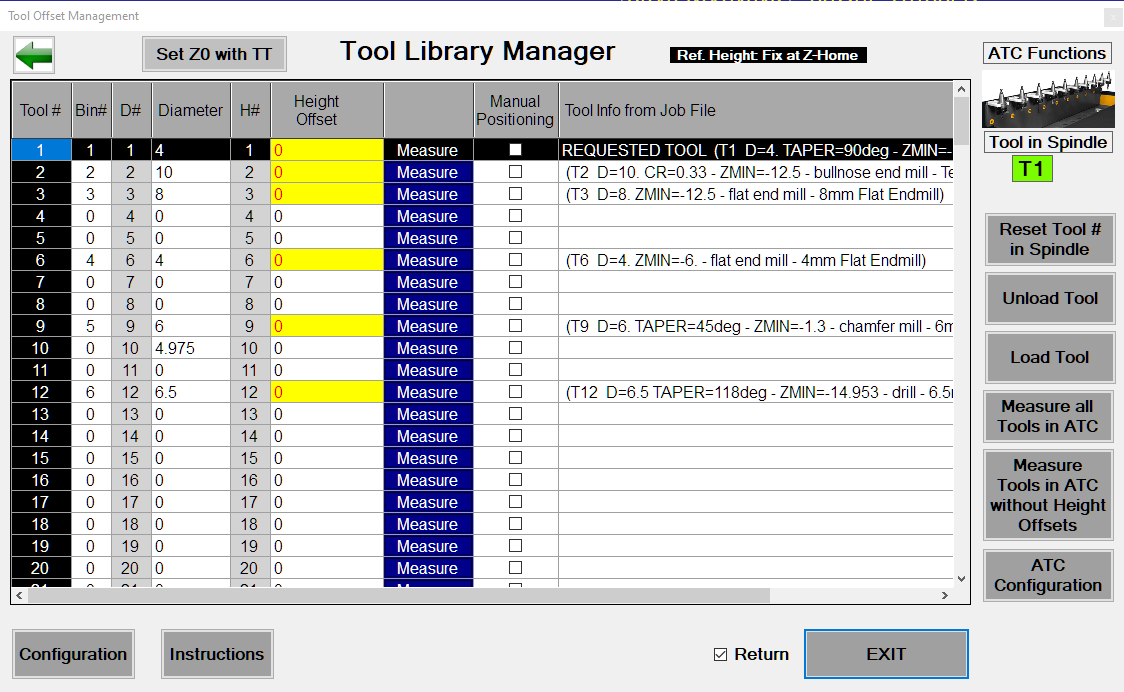 Tool Offset Management
Set Z0 with TT
Tool Library Manager
Ref. Height: Fix at Z-Home
ATC Functions
Tool in Spindle
T1
Tool # Bin# D# Diameter H# Height Offset Manual Positioning Tool Info from Job File
1 1 1 4 1 0 Measure REQUESTED TOOL (T1 D=4. TAPER=90deg - ZMIN=-
2 2 2 10 2 0 Measure (T2 D=10. CR=0.33 - ZMIN=-12.5 - bullnose end mill - Te
3 3 3 8 3 0 Measure (T3 D=8. ZMIN=-12.5 - flat end mill - 8mm Flat Endmill)
4 0 4 0 4 0 Measure
5 0 5 0 5 0 Measure
6 4 6 4 6 0 Measure (T6 D=4. ZMIN=-6. - flat end mill - 4mm Flat Endmill)
7 0 7 0 7 0 Measure
8 0 8 0 8 0 Measure
9 5 9 6 9 0 Measure (T9 D=6. TAPER=45deg - ZMIN=-1.3 - chamfer mill - 6m
10 0 10 4.975 10 0 Measure
11 0 11 0 11 0 Measure
12 6 12 6.5 12 0 Measure (T12 D=6.5 TAPER=118deg - ZMIN=-14.953 - drill - 6.5
13 0 13 0 13 0 Measure
14 0 14 0 14 0 Measure
15 0 15 0 15 0 Measure
16 0 16 0 16 0 Measure
17 0 17 0 17 0 Measure
18 0 18 0 18 0 Measure
19 0 19 0 19 0 Measure
20 0 20 0 20 0 Measure
Reset Tool #
in Spindle
Unload Tool
Load Tool
Measure all
Tools in ATC
Measure
Tools in ATC
without Height
Offsets
ATC
Configuration
Configuration
Instructions
Return
EXIT